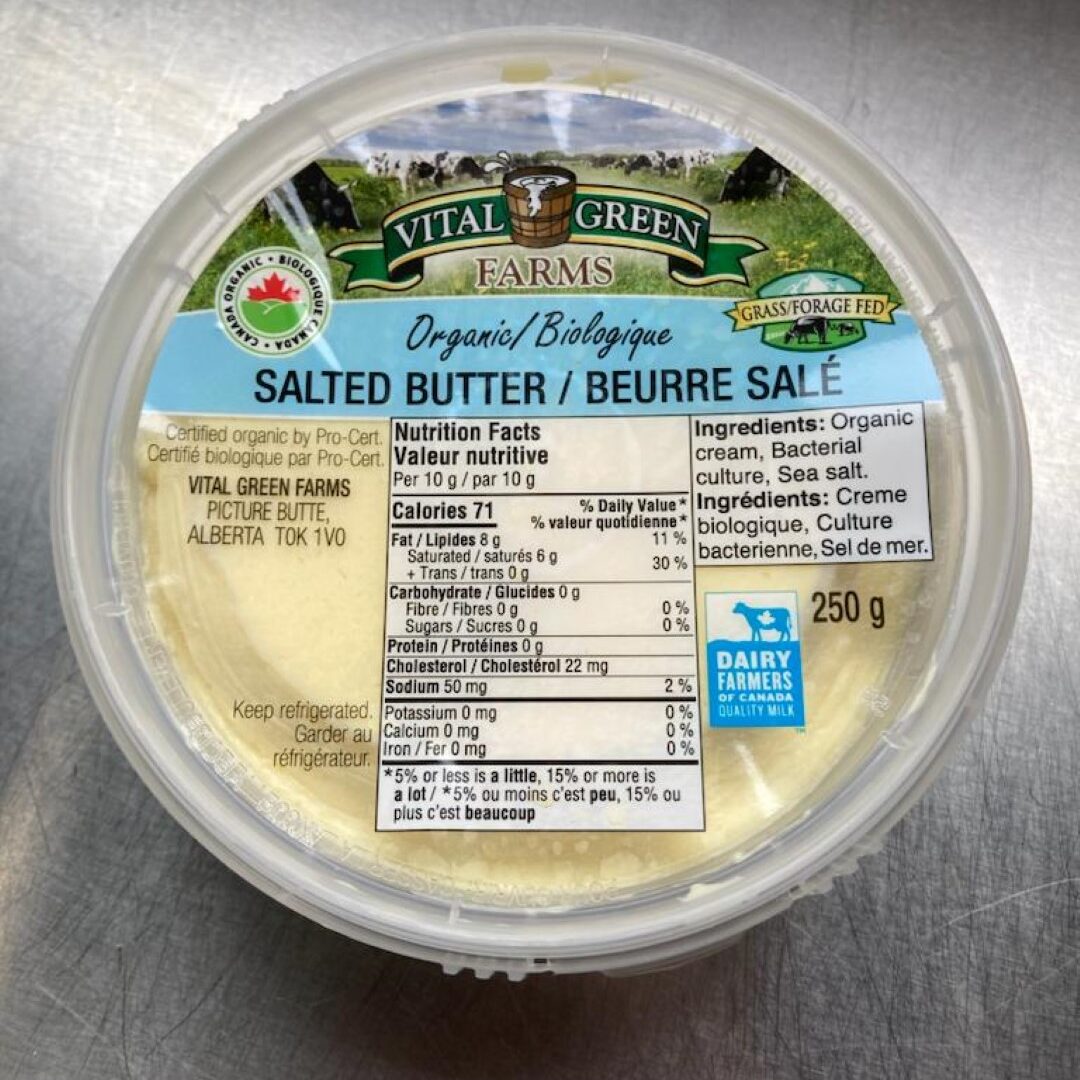 VITAL GREEN
FARMS
CANADA ORGANIC • BIOLOGIQUE CANADA •
GRASS/FORAGE FED
Organic/Biologique
SALTED BUTTER / BEURRE SALÉ
Certified organic by Pro-Cert.
Certifié biologique par Pro-Cert.
VITAL GREEN FARMS
PICTURE BUTTE,
ALBERTA T0K 1V0
Keep refrigerated.
Garder au
réfrigérateur.
Nutrition Facts
Valeur nutritive
Per 10 g / par 10 g
Calories 71
% Daily Value*
% valeur quotidienne*
Fat / Lipides 8 g 11 %
Saturated / saturés 6 g
+ Trans / trans 0 g 30 %
Carbohydrate / Glucides 0 g
Fibre / Fibres 0 g 0 %
Sugars / Sucres 0 g 0 %
Protein / Protéines 0 g
Cholesterol / Cholestérol 22 mg
Sodium 50 mg 2 %
Potassium 0 mg 0 %
Calcium 0 mg 0 %
Iron / Fer 0 mg 0 %
*5% or less is a little, 15% or more is
a lot / *5% ou moins c'est peu, 15% ou
plus c'est beaucoup
Ingredients: Organic
cream, Bacterial
culture, Sea salt.
Ingrédients: Creme
biologique, Culture
bacterienne, Sel de mer.
250 g
DAIRY
FARMERS
OF CANADA
QUALITY MILK
TM